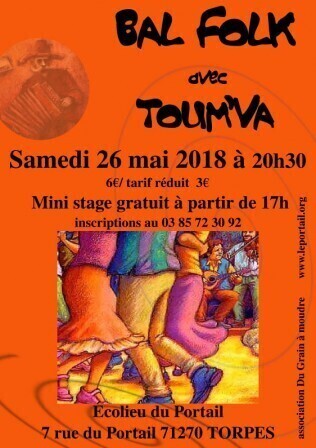 BAL FOLK
avec
TOUM'VA
Samedi 26 mai 2018 à 20h30
6€/ tarif réduit 3€
Mini stage gratuit à partir de 17h
inscriptions au 03 85 72 30 92
association Du Grain à moudre www.leportail.org
Ecolieu du Portail
7 rue du Portail 71270 TORPES